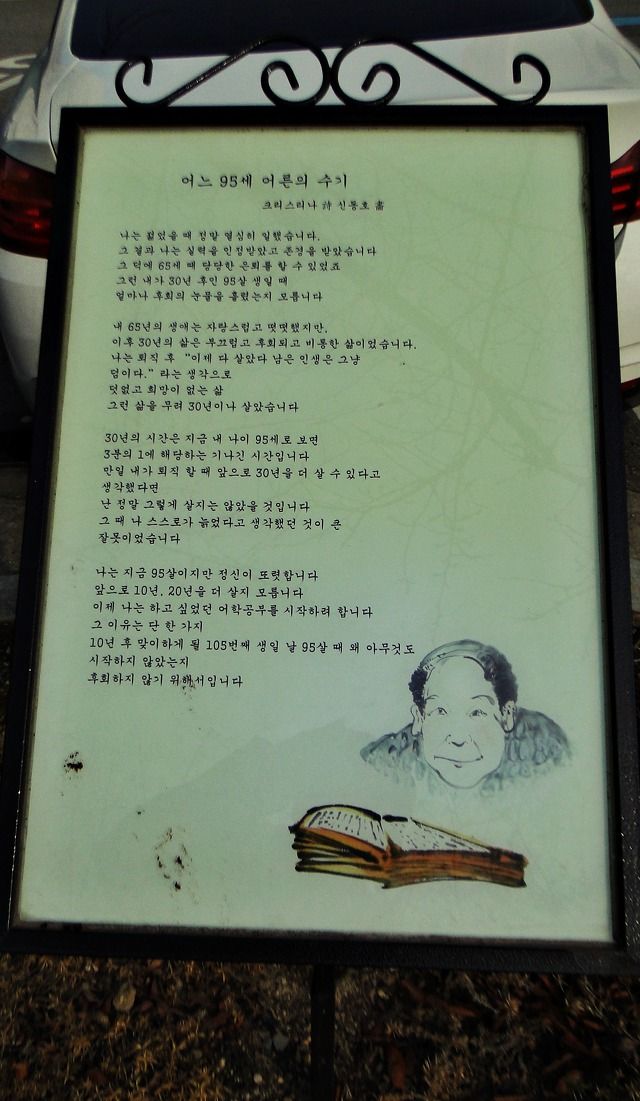 어느 95세 어른의 수기
크리스리나 詩 신통호 畵
나는 젊었을 때 정말 열심히 일했습니다.
그 결과 나는 실력을 인정받았고 존경을 받았습니다
그 덕에 65세 때 당당한 은퇴를 할 수 있었죠
그런 내가 30년 후인 95살 생일 때
얼마나 후회의 눈물을 흘렸는지 모릅니다
내 65년의 생애는 자랑스럽고 떳떳했지만,
이후 30년의 삶은 부끄럽고 후회되고 비통한 삶이었습니다.
나는 퇴직 후 "이제 다 살았다 남은 인생은 그냥
덤이다." 라는 생각으로
덧없고 희망이 없는 삶
그런 삶을 무려 30년이나 살았습니다
30년의 시간은 지금 내 나이 95세로 보면
3분의 1에 해당하는 기나긴 시간입니다
만일 내가 퇴직 할 때 앞으로 30년을 더 살 수 있다고
생각했다면
난 정말 그렇게 살지는 않았을 것입니다
그 때 나 스스로가 늙었다고 생각했던 것이 큰
잘못이었습니다
나는 지금 95살이지만 정신이 또렷합니다
앞으로 10년, 20년을 더 살지 모릅니다
이제 나는 하고 싶었던 어학공부를 시작하려 합니다
그 이유는 단 한 가지
10년 후 맞이하게 될 105번째 생일 날 95살 때 왜 아무것도
시작하지 않았는지
후회하지 않기 위해서입니다